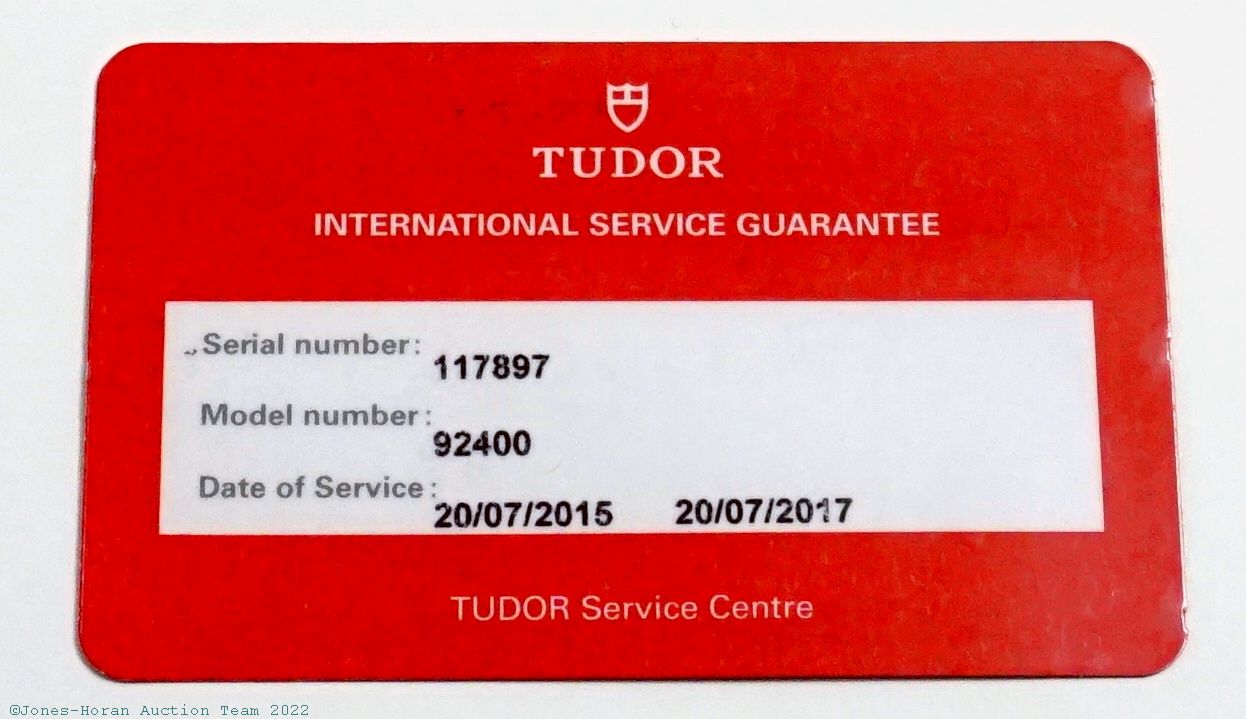 TUDOR
INTERNATIONAL SERVICE GUARANTEE
Serial number:
117897
Model number:
92400
Date of Service:
20/07/2015 20/07/2017
TUDOR Service Centre
©Jones-Horan Auction Team 2022